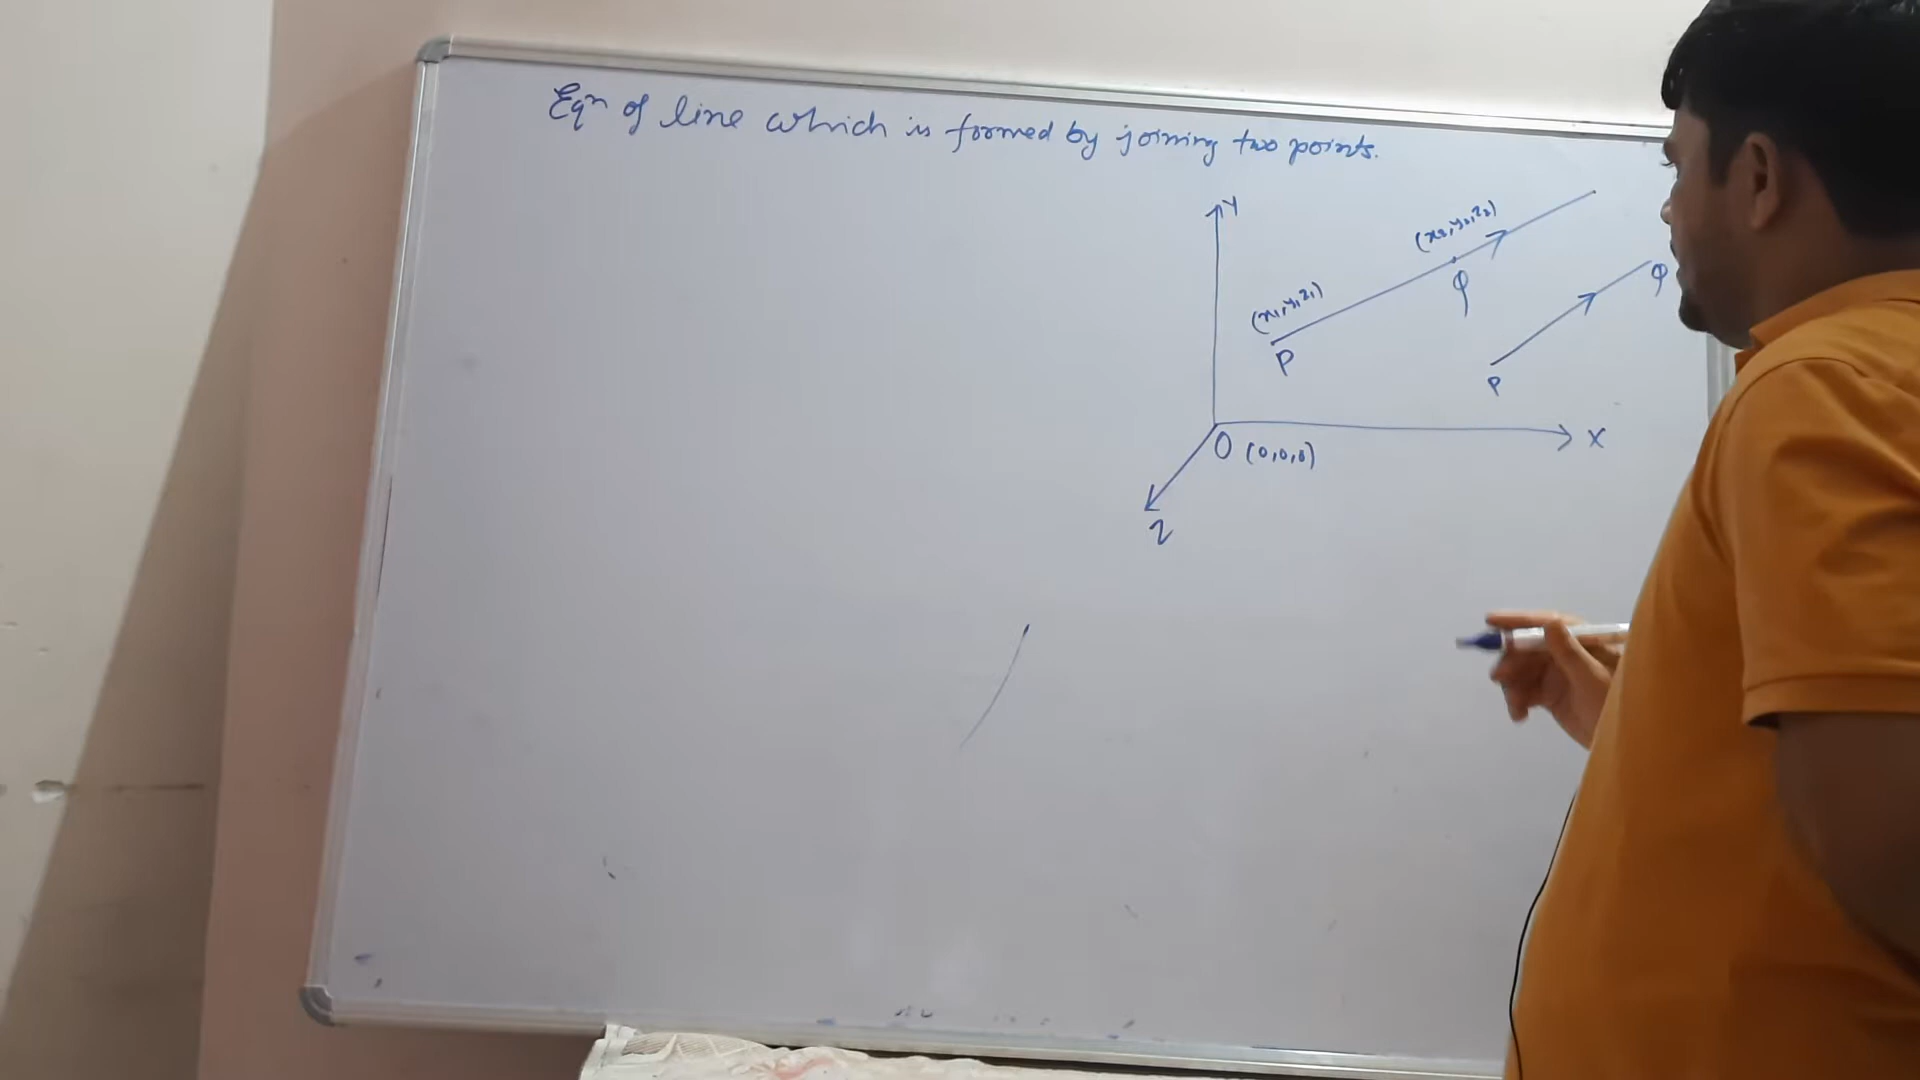 Eqⁿ of line which is formed by joining two points.
Y
(x₂,y₂,z₂)
Q
Q
(x₁,y₁,z₁)
P
P
X
O (0,0,0)
Z